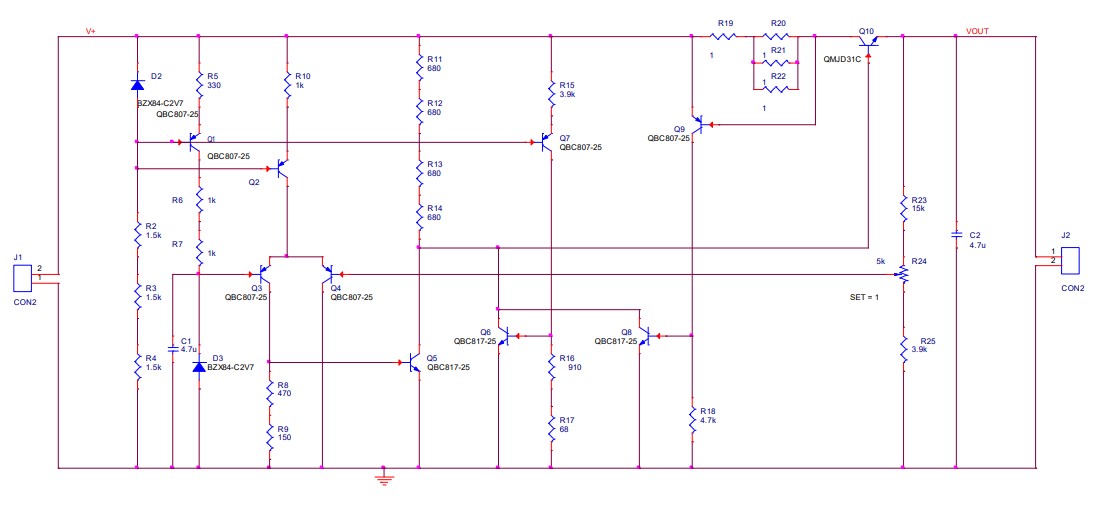 V+
R19
1
R20
R21
1
R22
1
1
Q10
QMJD31C
VOUT
D2
BZX84-C2V7
R5
330
QBC807-25
Q1
QBC807-25
R10
1k
R11
680
R12
680
R15
3.9k
Q7
QBC807-25
Q9
QBC807-25
R13
680
R14
680
Q2
R6
1k
R7
1k
R2
1.5k
R23
15k
C2
4.7u
J2
1
2
CON2
J1
2
1
CON2
5k
R24
SET = 1
Q3
QBC807-25
Q4
QBC807-25
R3
1.5k
R4
1.5k
C1
4.7u
D3
BZX84-C2V7
Q5
QBC817-25
Q6
QBC817-25
Q8
QBC817-25
R16
910
R25
3.9k
R8
470
R9
150
R17
68
R18
4.7k